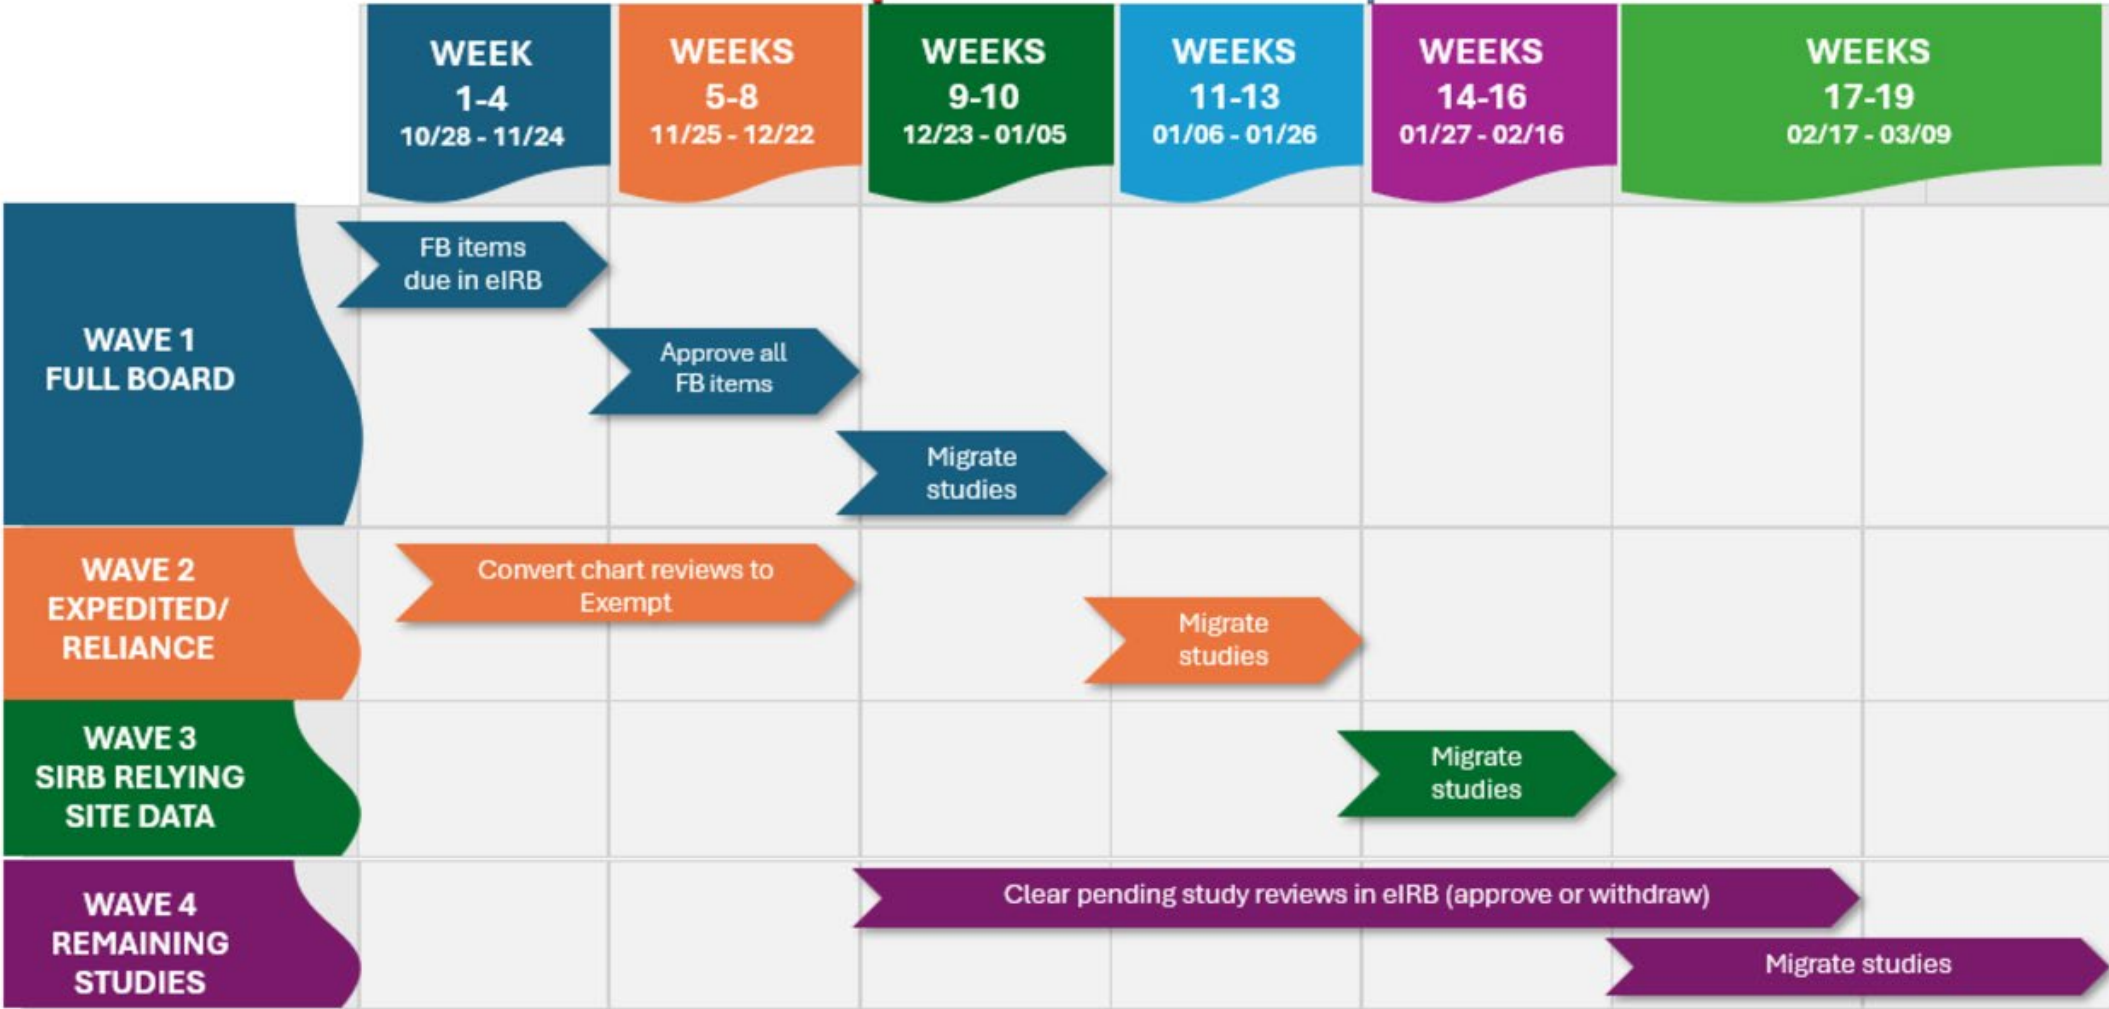 WEEK
1-4
10/28 - 11/24
WEEKS
5-8
11/25 - 12/22
WEEKS
9-10
12/23 - 01/05
WEEKS
11-13
01/06 - 01/26
WEEKS
14-16
01/27 - 02/16
WEEKS
17-19
02/17 - 03/09
WAVE 1
FULL BOARD
FB items
due in eIRB
Approve all
FB items
Migrate
studies
WAVE 2
EXPEDITED/
RELIANCE
Convert chart reviews to
Exempt
Migrate
studies
WAVE 3
SIRB RELYING
SITE DATA
Migrate
studies
WAVE 4
REMAINING
STUDIES
Clear pending study reviews in eIRB (approve or withdraw)
Migrate studies